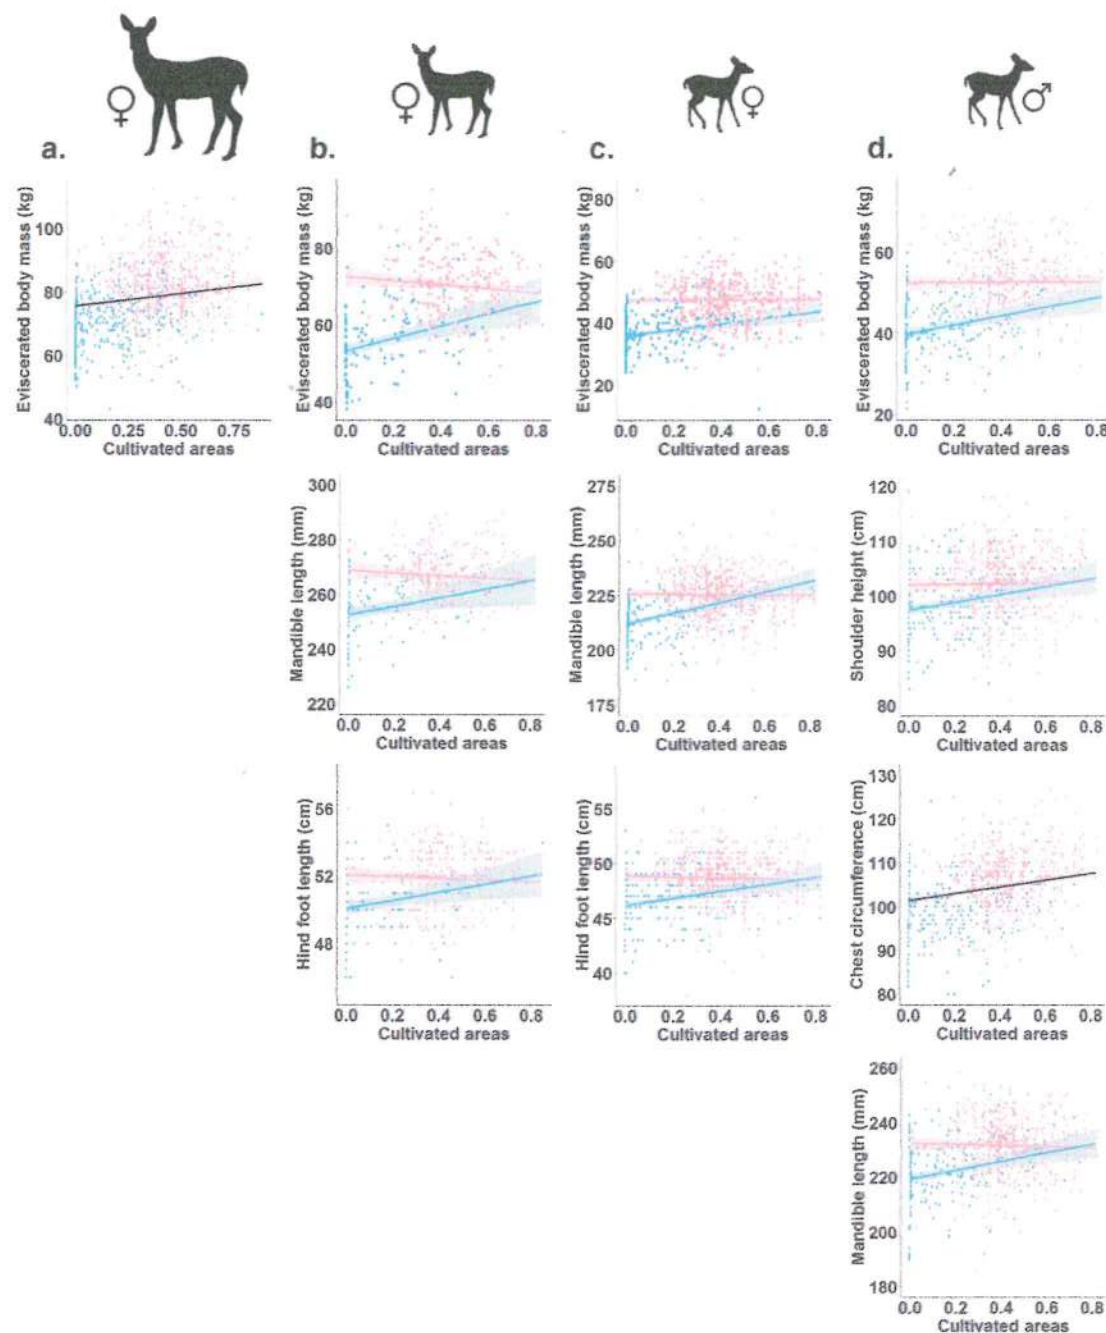 ♀ ♀ ♀ ♂
a. b. c. d.
Eviscerated body mass (kg)
100
80
60
40
0.00 0.25 0.50 0.75
Cultivated areas
Eviscerated body mass (kg)
80
60
40
0.0 0.2 0.4 0.6 0.8
Cultivated areas
Eviscerated body mass (kg)
80
60
40
20
0.0 0.2 0.4 0.6 0.8
Cultivated areas
Eviscerated body mass (kg)
60
40
20
0.0 0.2 0.4 0.6 0.8
Cultivated areas
Mandible length (mm)
300
280
260
240
220
0.0 0.2 0.4 0.6 0.8
Cultivated areas
Mandible length (mm)
275
250
225
200
175
0.0 0.2 0.4 0.6 0.8
Cultivated areas
Shoulder height (cm)
120
110
100
90
80
0.0 0.2 0.4 0.6 0.8
Cultivated areas
Hind foot length (cm)
56
52
48
0.0 0.2 0.4 0.6 0.8
Cultivated areas
Hind foot length (cm)
55
50
45
40
0.0 0.2 0.4 0.6 0.8
Cultivated areas
Chest circumference (cm)
130
120
110
100
90
80
0.0 0.2 0.4 0.6 0.8
Cultivated areas
Mandible length (mm)
260
240
220
200
180
0.0 0.2 0.4 0.6 0.8
Cultivated areas